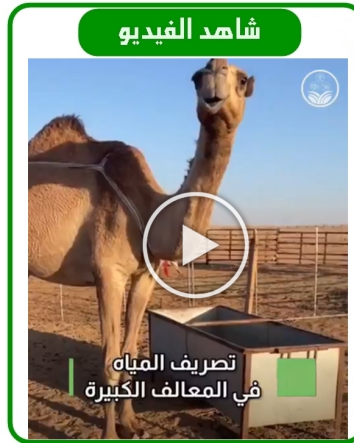 شاهد الفيديو
تصريف المياه
في المعالف الكبيرة